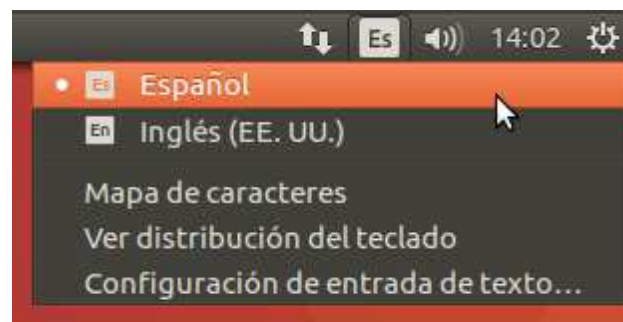 Es 14:02
Es Español
En Inglés (EE. UU.)
Mapa de caracteres
Ver distribución del teclado
Configuración de entrada de texto...